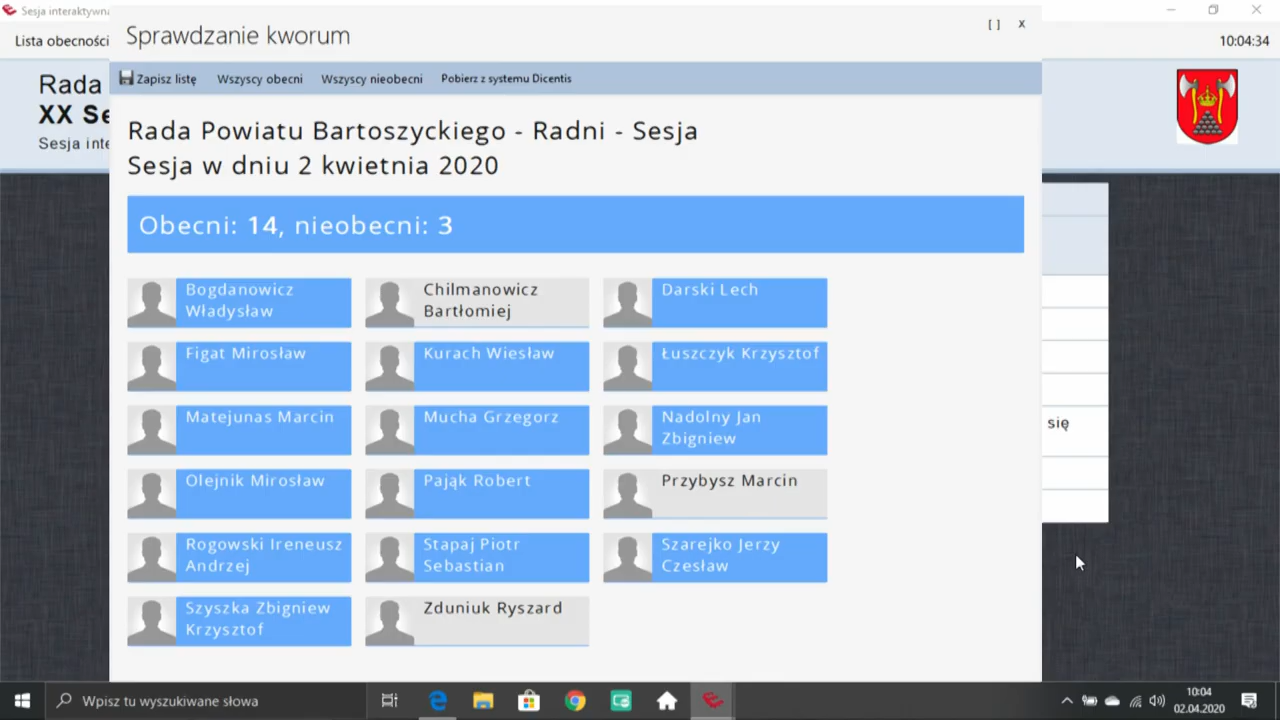 Sesja interaktywna
Sprawdzanie kworum
[ ] x
Lista obecności
10:04:34
Zapisz listę Wszyscy obecni Wszyscy nieobecni Pobierz z systemu Dicentis
Rada
XX Se
Sesja inte
Rada Powiatu Bartoszyckiego - Radni - Sesja
Sesja w dniu 2 kwietnia 2020
Obecni: 14, nieobecni: 3
Bogdanowicz
Władysław
Chilmanowicz
Bartłomiej
Darski Lech
Figat Mirosław
Kurach Wiesław
Łuszczyk Krzysztof
Matejunas Marcin
Mucha Grzegorz
Nadolny Jan
Zbigniew
się
Olejnik Mirosław
Pająk Robert
Przybysz Marcin
Rogowski Ireneusz
Andrzej
Stapaj Piotr
Sebastian
Szarejko Jerzy
Czesław
Szyszka Zbigniew
Krzysztof
Zduniuk Ryszard
Wpisz tu wyszukiwane słowa
10:04
02.04.2020